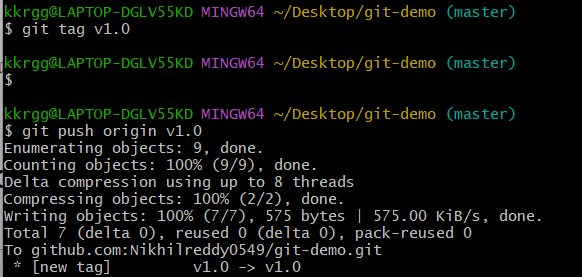 kkrgg@LAPTOP-DGLV55KD MINGW64 ~/Desktop/git-demo (master)
$ git tag v1.0
kkrgg@LAPTOP-DGLV55KD MINGW64 ~/Desktop/git-demo (master)
$
kkrgg@LAPTOP-DGLV55KD MINGW64 ~/Desktop/git-demo (master)
$ git push origin v1.0
Enumerating objects: 9, done.
Counting objects: 100% (9/9), done.
Delta compression using up to 8 threads
Compressing objects: 100% (2/2), done.
Writing objects: 100% (7/7), 575 bytes | 575.00 KiB/s, done.
Total 7 (delta 0), reused 0 (delta 0), pack-reused 0
To github.com:Nikhilreddy0549/git-demo.git
 * [new tag]         v1.0 -> v1.0